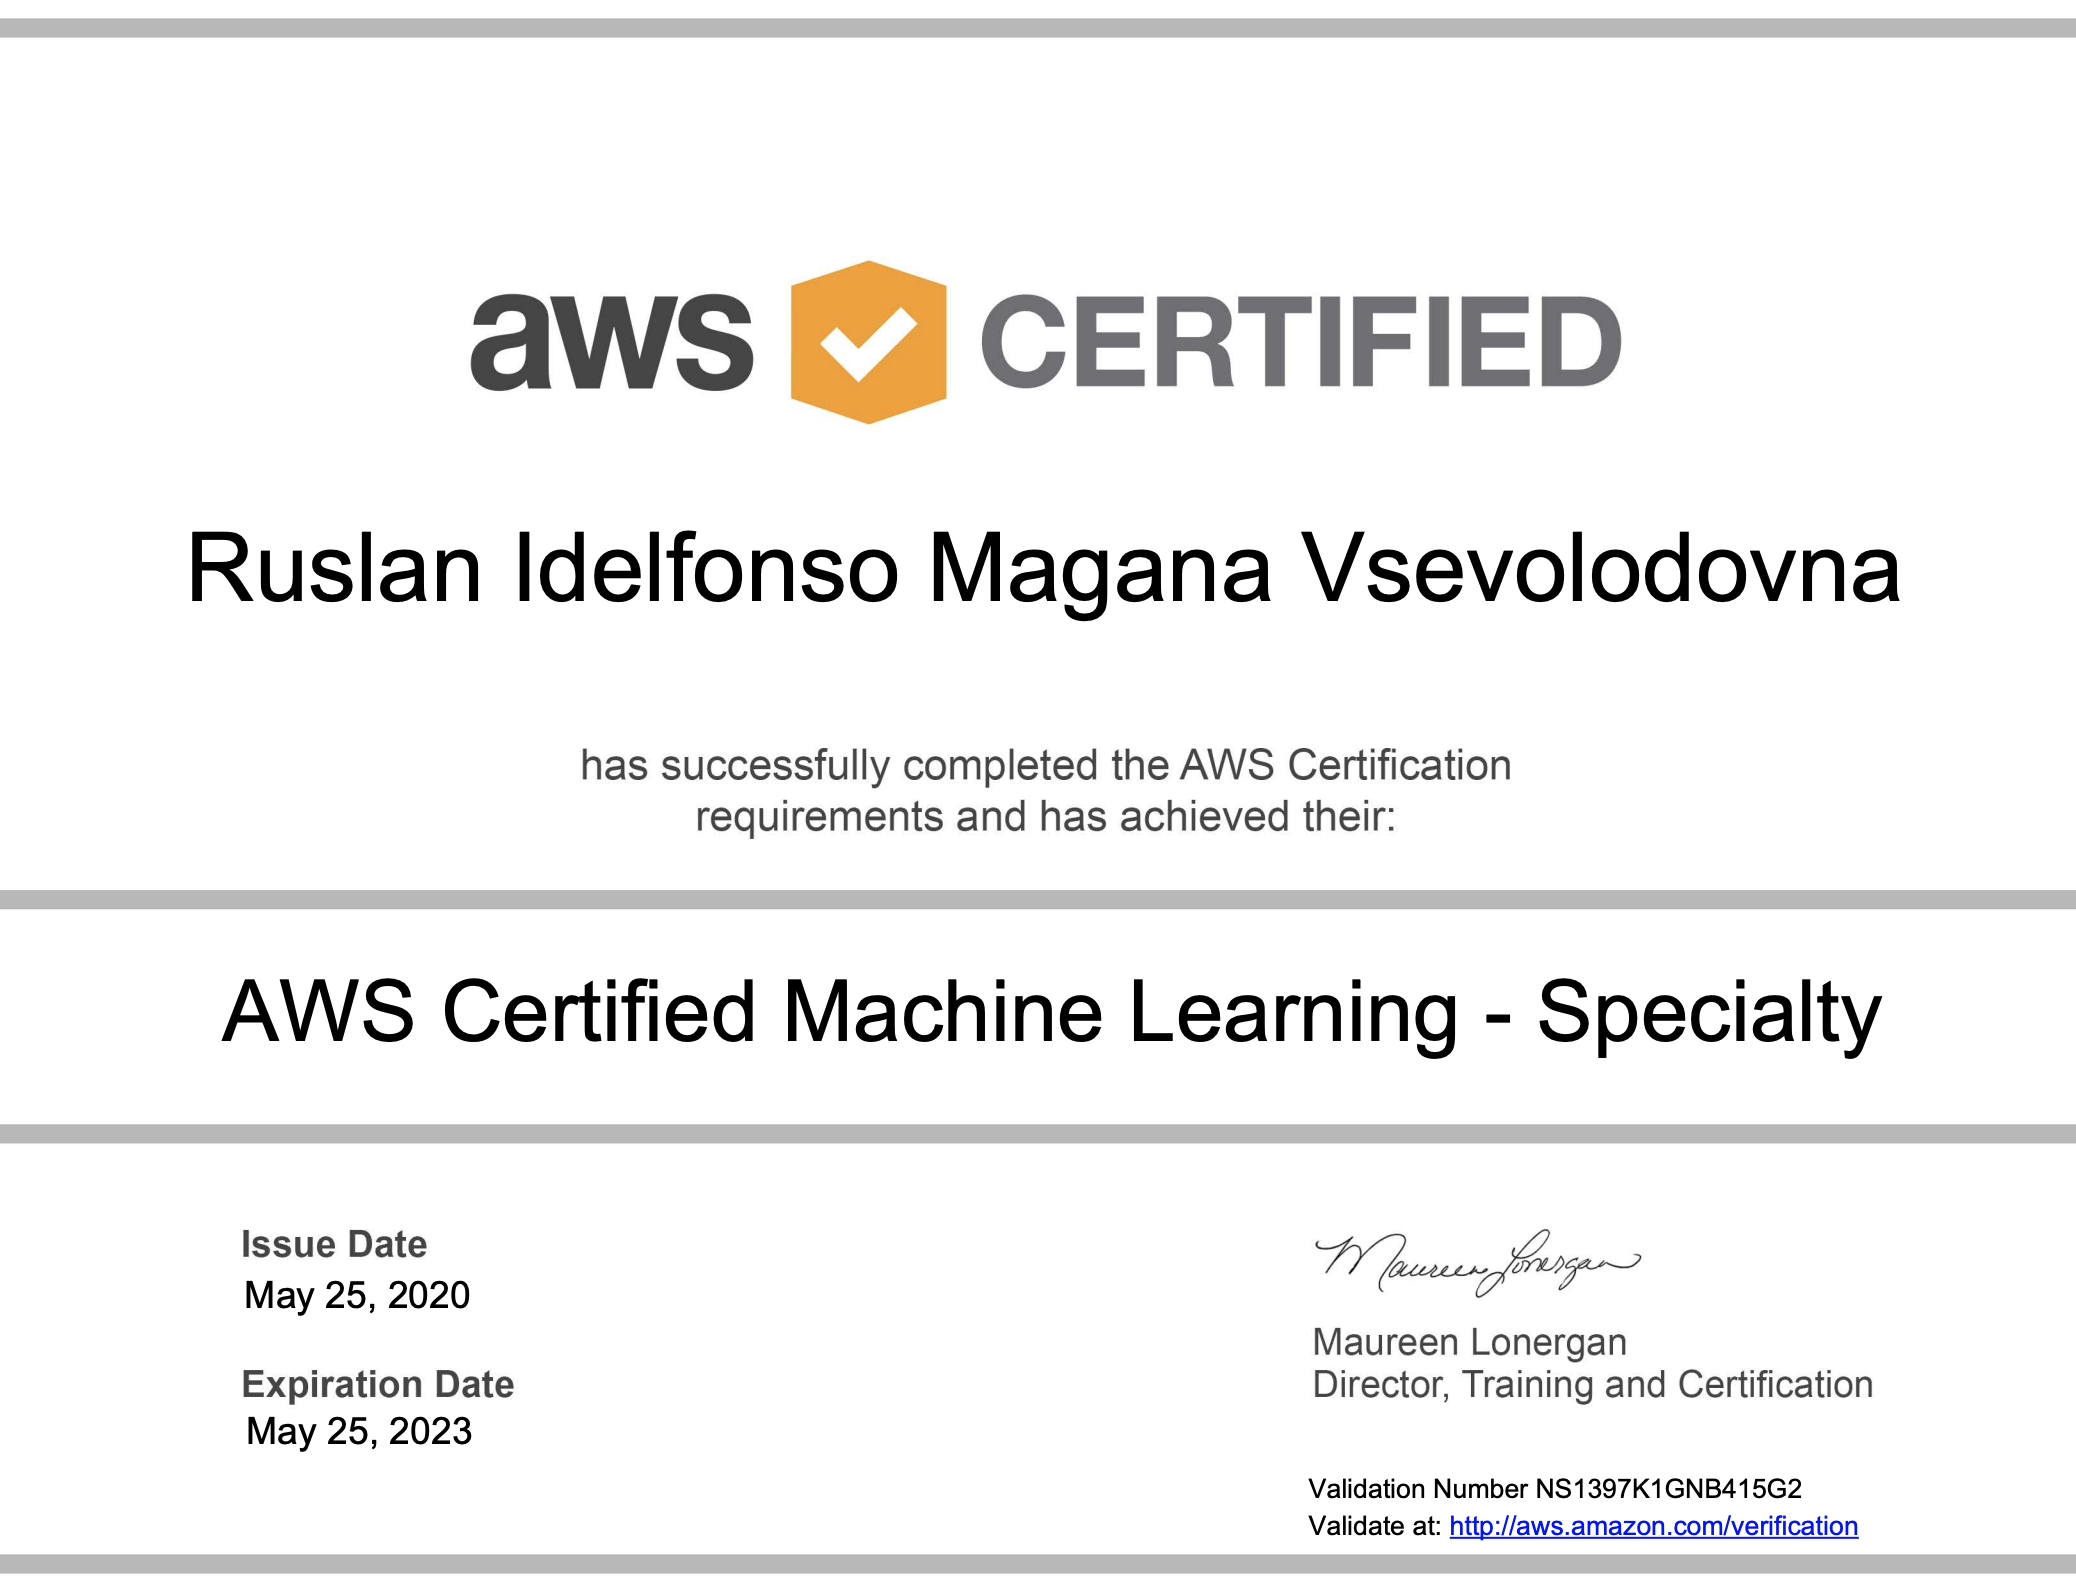 aws CERTIFIED
Ruslan Idelfonso Magana Vsevolodovna
has successfully completed the AWS Certification
requirements and has achieved their:
AWS Certified Machine Learning - Specialty
Issue Date
May 25, 2020
Expiration Date
May 25, 2023
Maureen Lonergan
Maureen Lonergan
Director, Training and Certification
Validation Number NS1397K1GNB415G2
Validate at: http://aws.amazon.com/verification